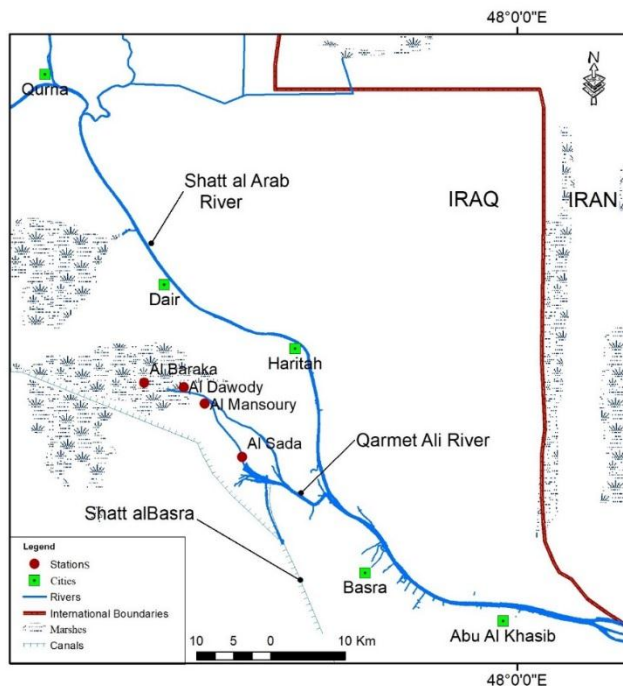 48°0'0"E
Qurna
N
Shatt al Arab
River
IRAQ
IRAN
Dair
Haritah
Al Baraka
Al Dawody
Al Mansoury
Al Sada
Qarmet Ali River
Shatt alBasra
Legend
Stations
Cities
Rivers
International Boundaries
Marshes
Canals
Basra
Abu Al Khasib
10 5 0 10 Km
48°0'0"E